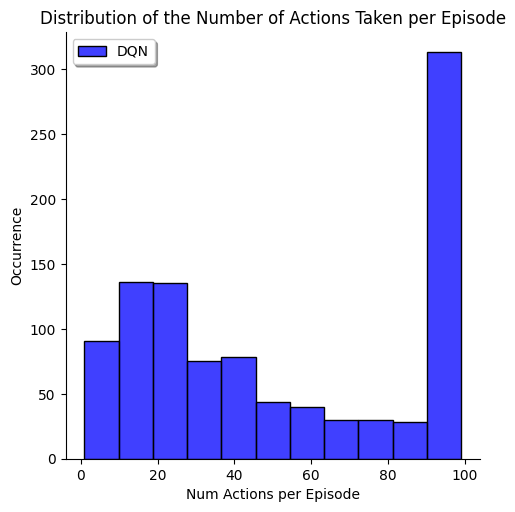 Distribution of the Number of Actions Taken per Episode
DQN
300
250
200
150
100
50
0
Occurrence
0 20 40 60 80 100
Num Actions per Episode